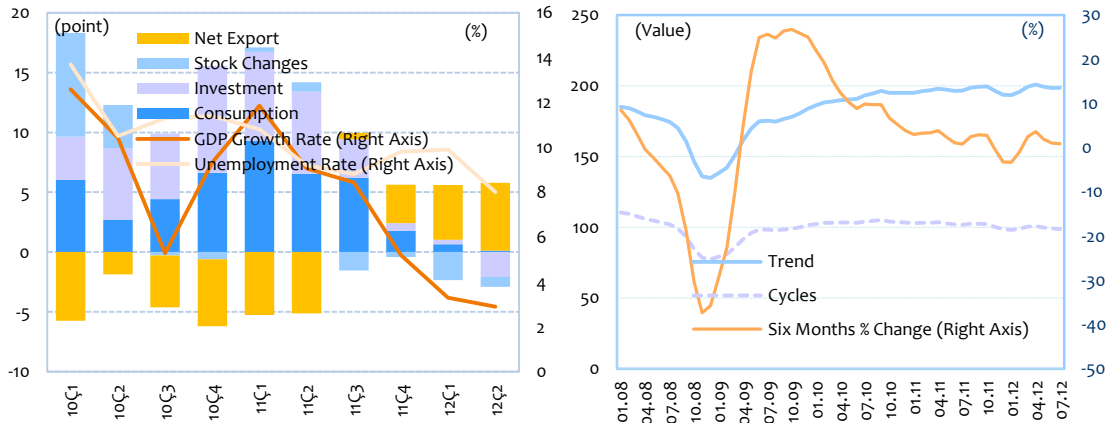 (point)
(%)
Net Export
Stock Changes
Investment
Consumption
GDP Growth Rate (Right Axis)
Unemployment Rate (Right Axis)
20
15
10
5
0
-5
-10
16
14
12
10
8
6
4
2
0
10Ç1
10Ç2
10Ç3
10Ç4
11Ç1
11Ç2
11Ç3
11Ç4
12Ç1
12Ç2
(Value)
(%)
250
200
150
100
50
0
30
20
10
0
-10
-20
-30
-40
-50
Trend
Cycles
Six Months % Change (Right Axis)
01.08
04.08
07.08
10.08
01.09
04.09
07.09
10.09
01.10
04.10
07.10
10.10
01.11
04.11
07.11
10.11
01.12
04.12
07.12